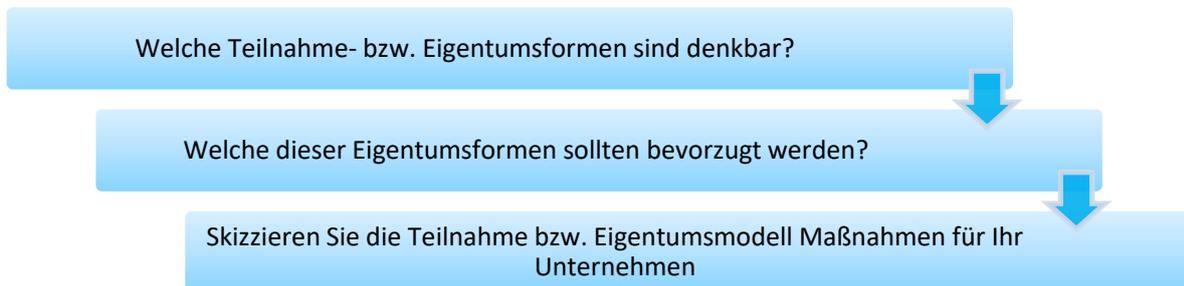 Welche Teilnahme- bzw. Eigentumsformen sind denkbar?
Welche dieser Eigentumsformen sollten bevorzugt werden?
Skizzieren Sie die Teilnahme bzw. Eigentumsmodell Maßnahmen für Ihr
Unternehmen